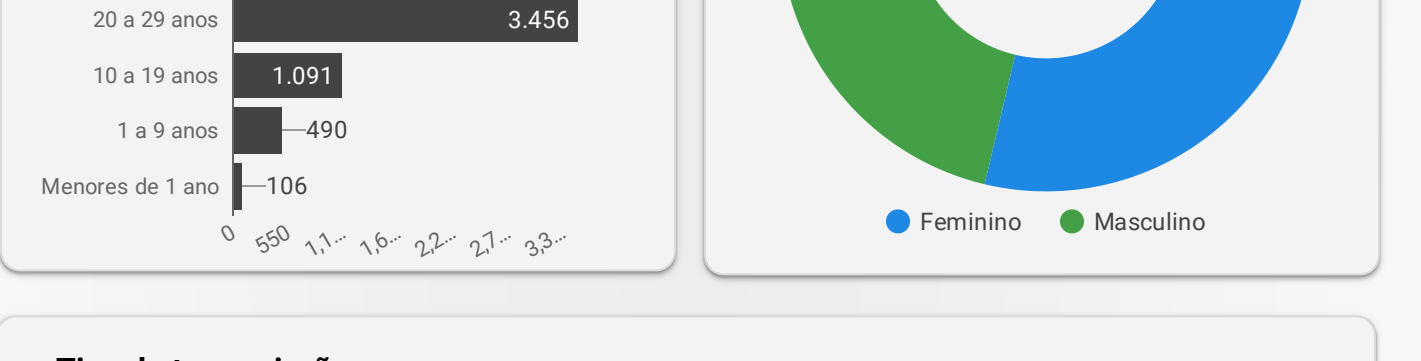 20 a 29 anos
3.456
10 a 19 anos
1.091
1 a 9 anos
490
Menores de 1 ano
106
0
550
1,1...
1,6...
2,2...
2,7...
3,3...
Feminino
Masculino